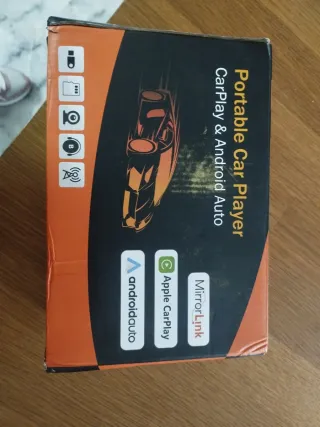 Portable Car Player
CarPlay & Android Auto
MirrorLink
Apple CarPlay
androidauto